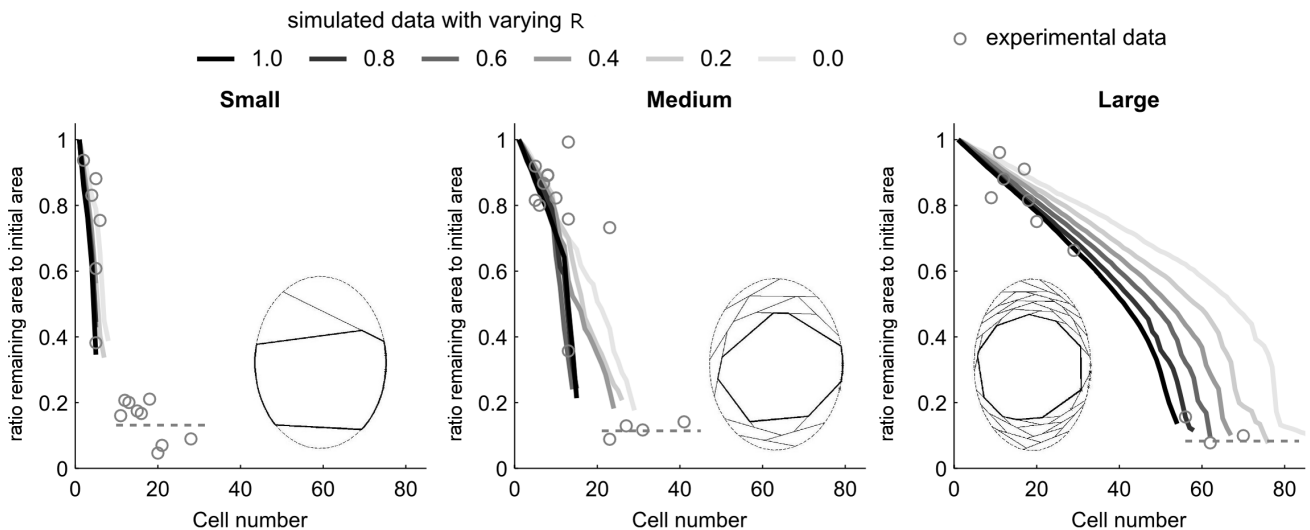 simulated data with varying R
1.0 0.8 0.6 0.4 0.2 0.0
experimental data
Small
ratio remaining area to initial area
1
0.8
0.6
0.4
0.2
0
0 20 40 60 80
Cell number
Medium
ratio remaining area to initial area
1
0.8
0.6
0.4
0.2
0
0 20 40 60 80
Cell number
Large
ratio remaining area to initial area
1
0.8
0.6
0.4
0.2
0
0 20 40 60 80
Cell number